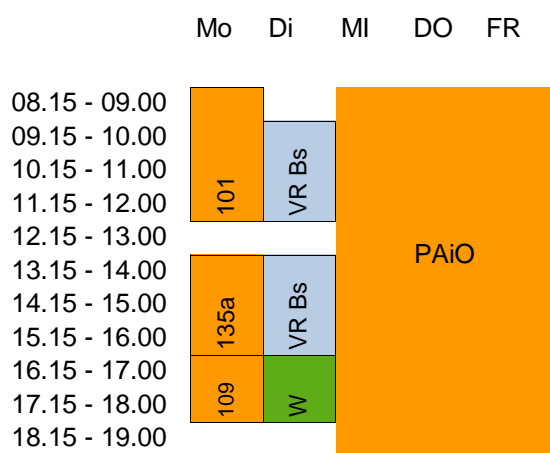 Mo Di MI DO FR
08.15 - 09.00
09.15 - 10.00
10.15 - 11.00
11.15 - 12.00
101
VR Bs
12.15 - 13.00
PAiO
13.15 - 14.00
14.15 - 15.00
15.15 - 16.00
135a
VR Bs
16.15 - 17.00
17.15 - 18.00
109
W
18.15 - 19.00